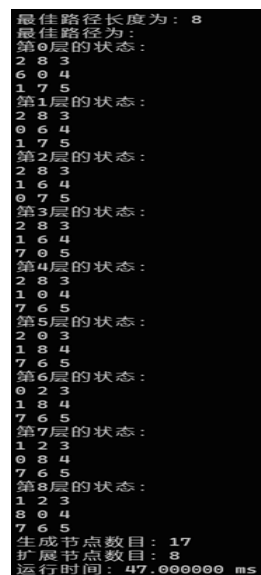 最佳路径长度为: 8
最佳路径为:
第0层的状态:
2 8 3
6 0 4
1 7 5
第1层的状态:
2 8 3
0 6 4
1 7 5
第2层的状态:
2 8 3
1 6 4
0 7 5
第3层的状态:
2 8 3
1 6 4
7 0 5
第4层的状态:
2 8 3
1 0 4
7 6 5
第5层的状态:
2 0 3
1 8 4
7 6 5
第6层的状态:
0 2 3
1 8 4
7 6 5
第7层的状态:
1 2 3
0 8 4
7 6 5
第8层的状态:
1 2 3
8 0 4
7 6 5
生成节点数目: 17
扩展节点数目: 8
运行时间: 47.000000 ms